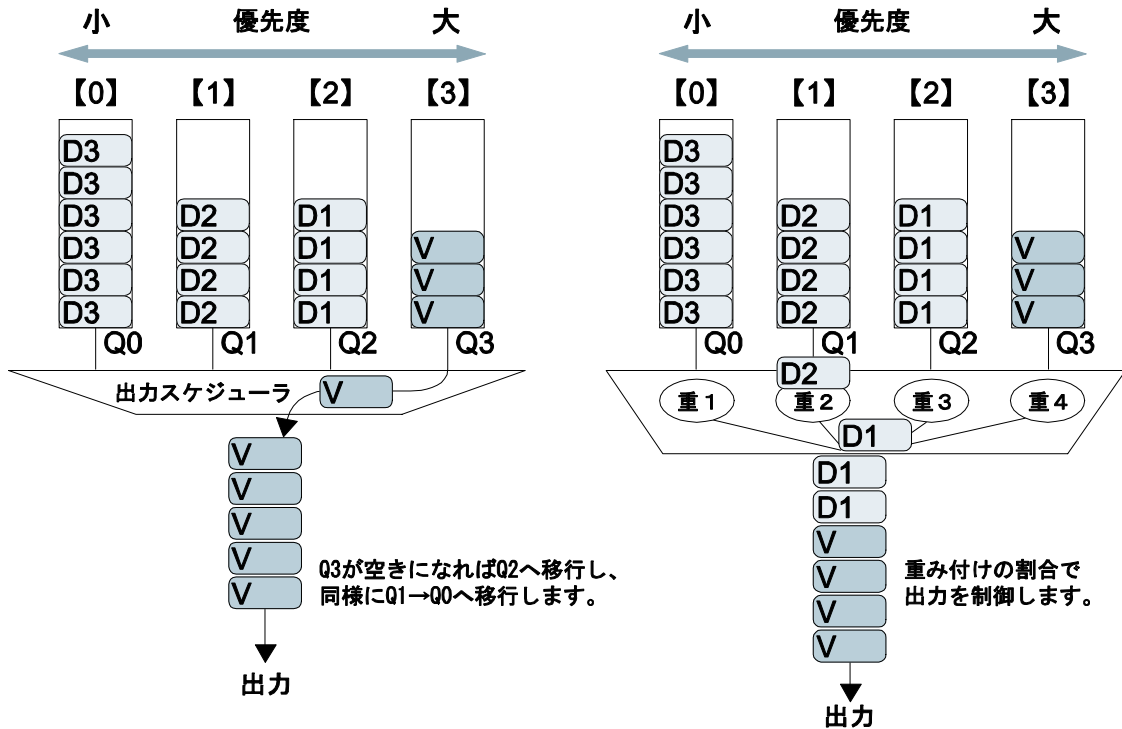 小 優先度 大
【0】 【1】 【2】 【3】
D3
D3
D3 D2 D1
D3 D2 D1 V
D3 D2 D1 V
D3 D2 D1 V
Q0 Q1 Q2 Q3
出力スケジューラ V
V
V
V
V
V
Q3が空きになればQ2へ移行し、
同様にQ1→Q0へ移行します。
出力
小 優先度 大
【0】 【1】 【2】 【3】
D3
D3
D3 D2 D1
D3 D2 D1 V
D3 D2 D1 V
D3 D2 D1 V
Q0 Q1 Q2 Q3
D2
重1 重2 重3 重4
D1
D1
D1
V
V
V
V
重み付けの割合で
出力を制御します。
出力